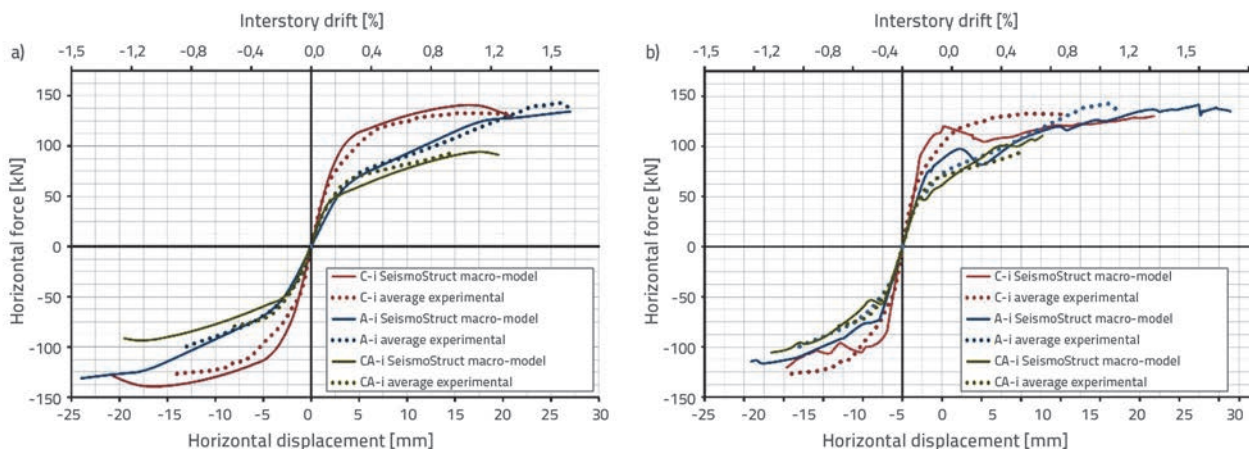 Interstory drift [%]
a)
-1,5 -1,2 -0,8 -0,4 0,0 0,4 0,8 1,2 1,5
Horizontal force [kN]
150
100
50
0
-50
-100
-150
C-i SeismoStruct macro-model
C-i average experimental
A-i SeismoStruct macro-model
A-i average experimental
CA-i SeismoStruct macro-model
CA-i average experimental
-25 -20 -15 -10 -5 0 5 10 15 20 25 30
Horizontal displacement [mm]
Interstory drift [%]
b)
-1,5 -1,2 -0,8 -0,4 0,0 0,4 0,8 1,2 1,5
Horizontal force [kN]
150
100
50
0
-50
-100
-150
C-i SeismoStruct macro-model
C-i average experimental
A-i SeismoStruct macro-model
A-i average experimental
CA-i SeismoStruct macro-model
CA-i average experimental
-25 -20 -15 -10 -5 0 5 10 15 20 25 30
Horizontal displacement [mm]